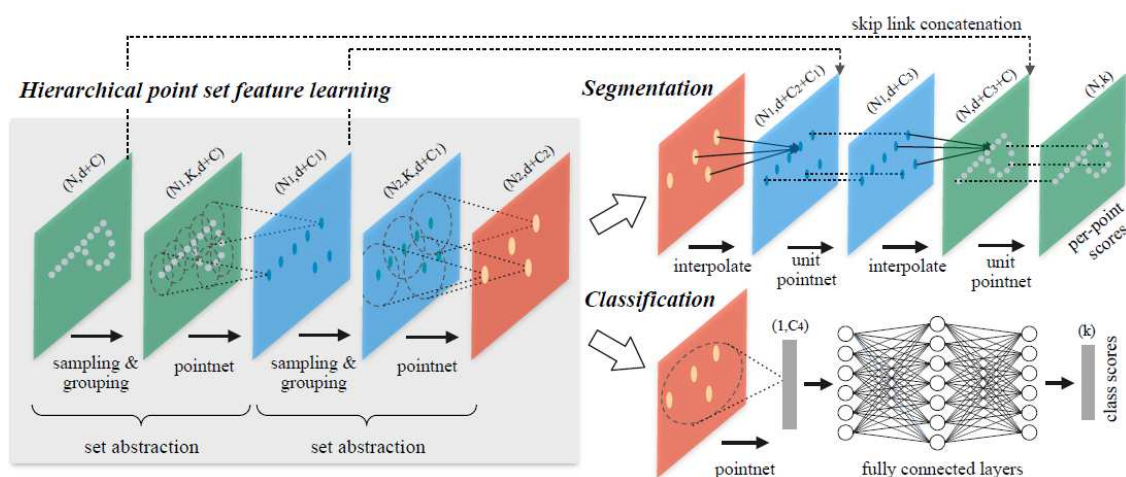 skip link concatenation
Hierarchical point set feature learning
Segmentation
(N,d+C)
(N1,K,d+C)
(N1,d+C1)
(N2,K,d+C1)
(N2,d+C2)
(N1,d+C2+C1)
(N1,d+C3)
(N,d+C3+C)
(N,k)
per-point
scores
interpolate
unit
pointnet
interpolate
unit
pointnet
sampling &
grouping
pointnet
sampling &
grouping
pointnet
set abstraction
set abstraction
Classification
(1,C4)
(k)
class scores
pointnet
fully connected layers